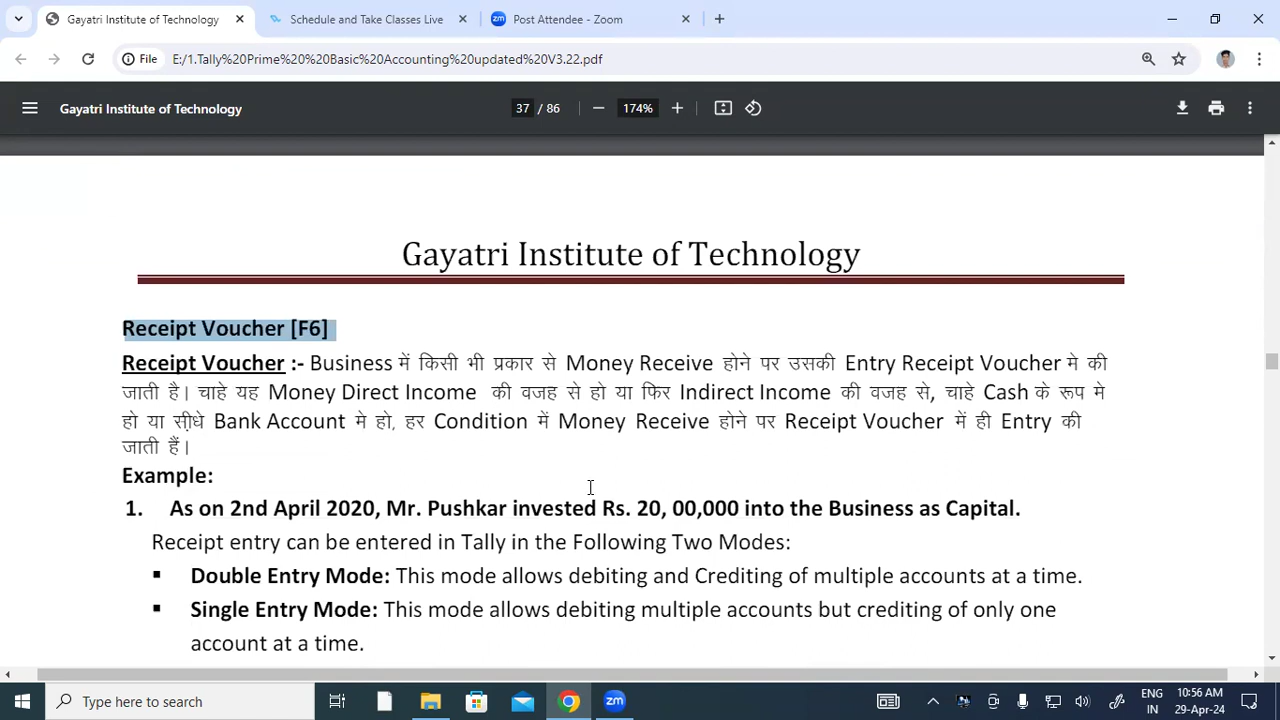 Gayatri Institute of Technology
Schedule and Take Classes Live
zm Post Attendee - Zoom
File E:/1.Tally%20Prime%20%20Basic%20Accounting%20updated%20V3.22.pdf
Gayatri Institute of Technology 37 / 86 174%
Gayatri Institute of Technology
Receipt Voucher [F6]
Receipt Voucher :- Business में किसी भी प्रकार से Money Receive होने पर उसकी Entry Receipt Voucher मे की
जाती है। चाहे यह Money Direct Income की वजह से हो या फिर Indirect Income की वजह से, चाहे Cash के रूप मे
हो या सीधे Bank Account मे हो, हर Condition में Money Receive होने पर Receipt Voucher में ही Entry की
जाती हैं।
Example:
1. As on 2nd April 2020, Mr. Pushkar invested Rs. 20, 00,000 into the Business as Capital.
Receipt entry can be entered in Tally in the Following Two Modes:
▪ Double Entry Mode: This mode allows debiting and Crediting of multiple accounts at a time.
▪ Single Entry Mode: This mode allows debiting multiple accounts but crediting of only one
account at a time.
Type here to search
zm
ENG
IN
10:56 AM
29-Apr-24